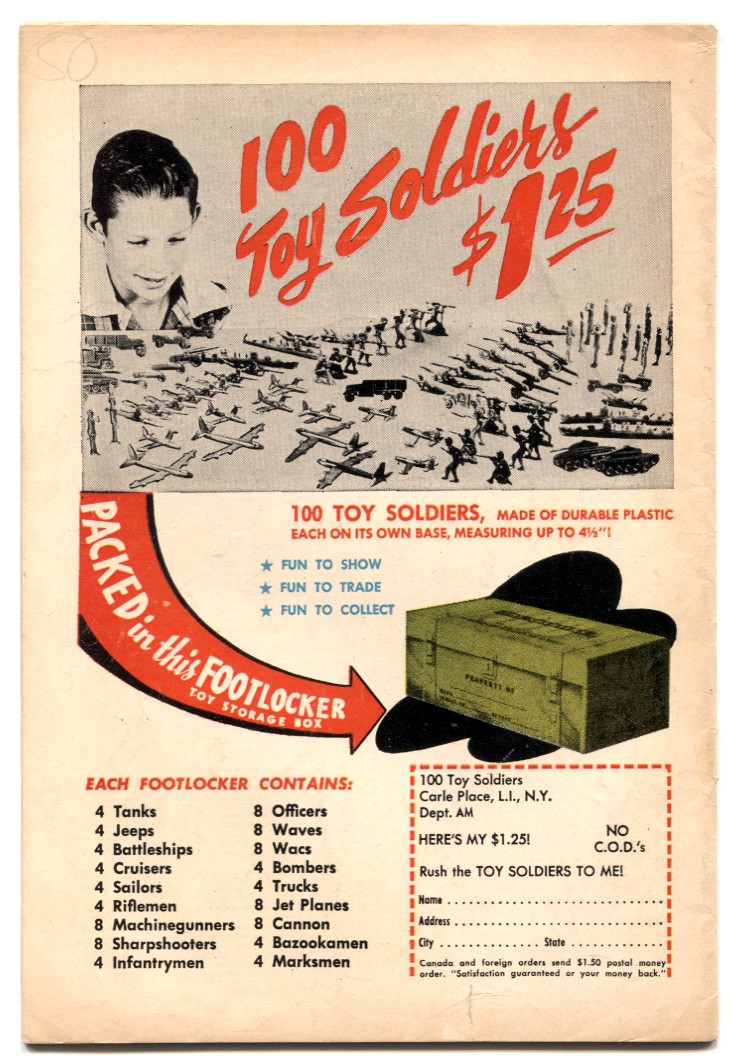 50
100
Toy Soldiers
$1.25
100 TOY SOLDIERS, MADE OF DURABLE PLASTIC
EACH ON ITS OWN BASE, MEASURING UP TO 4½"!
★ FUN TO SHOW
★ FUN TO TRADE
★ FUN TO COLLECT
PACKED in this FOOTLOCKER
TOY STORAGE BOX
PROPERTY OF
EACH FOOTLOCKER CONTAINS:
4 Tanks
4 Jeeps
4 Battleships
4 Cruisers
4 Sailors
4 Riflemen
8 Machinegunners
8 Sharpshooters
4 Infantrymen
8 Officers
8 Waves
8 Wacs
4 Bombers
4 Trucks
8 Jet Planes
8 Cannon
4 Bazookamen
4 Marksmen
100 Toy Soldiers
Carle Place, L.I., N.Y.
Dept. AM
HERE'S MY $1.25!
NO
C.O.D.'s
Rush the TOY SOLDIERS TO ME!
Name
Address
City State
Canada and foreign orders send $1.50 postal money
order. "Satisfaction guaranteed or your money back."